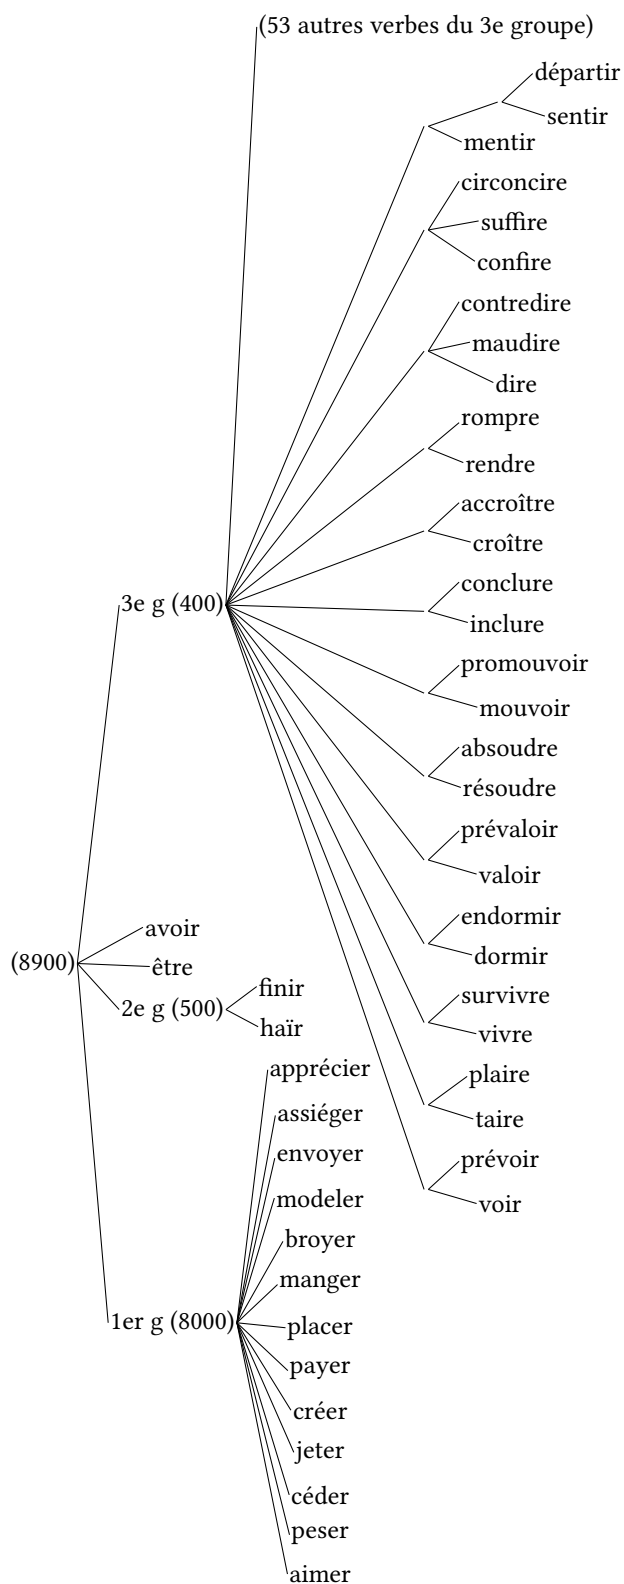 (53 autres verbes du 3e groupe)
départir
sentir
mentir
circoncire
suffire
confire
contredire
maudire
dire
rompre
rendre
accroître
croître
3e g (400)
conclure
inclure
promouvoir
mouvoir
absoudre
résoudre
prévaloir
valoir
endormir
avoir
dormir
(8900)
être
finir
survivre
2e g (500)
haïr
vivre
apprécier
plaire
assiéger
taire
envoyer
prévoir
modeler
voir
broyer
manger
1er g (8000)
placer
payer
créer
jeter
céder
peser
aimer